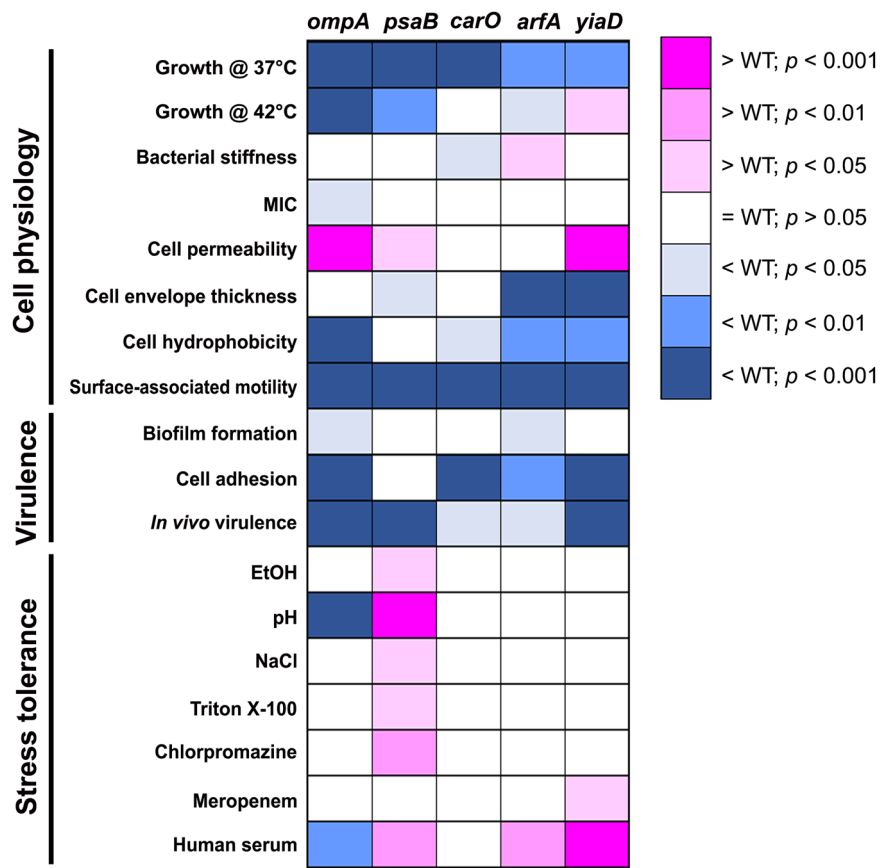 ompA psaB carO arfA yiaD
Cell physiology
Growth @ 37°C
Growth @ 42°C
Bacterial stiffness
MIC
Cell permeability
Cell envelope thickness
Cell hydrophobicity
Surface-associated motility
Virulence
Biofilm formation
Cell adhesion
In vivo virulence
Stress tolerance
EtOH
pH
NaCl
Triton X-100
Chlorpromazine
Meropenem
Human serum
> WT; p < 0.001
> WT; p < 0.01
> WT; p < 0.05
= WT; p > 0.05
< WT; p < 0.05
< WT; p < 0.01
< WT; p < 0.001